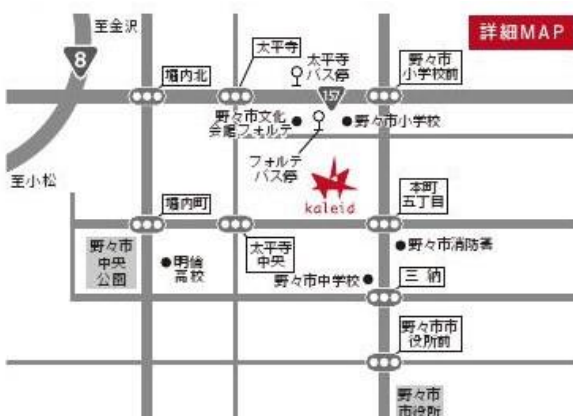 至金沢
8
詳細MAP
太平寺
太平寺
バス停
野々市
小学校前
堀内北
157
野々市文化
会館フォルテ
野々市小学校
フォルテ
バス停
至小松
kaleid
本町
五丁目
堀内町
野々市
中央
公園
明倫
高校
太平寺
中央
野々市消防署
野々市中学校
三納
野々市市
役所前
野々市
市役所